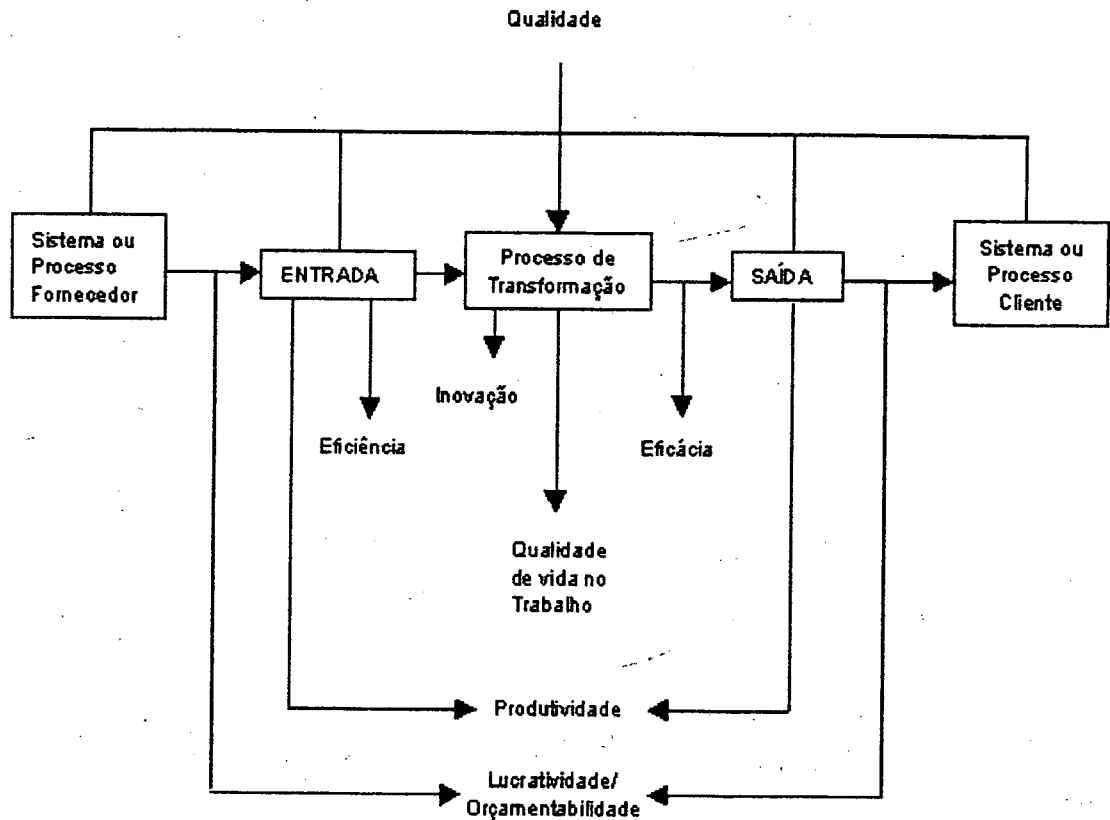 Qualidade
Sistema ou
Processo
Fornecedor
ENTRADA
Processo de
Transformação
SAÍDA
Sistema ou
Processo
Cliente
Inovação
Eficiência
Eficácia
Qualidade
de vida no
Trabalho
Produtividade
Lucratividade/
Orçamentabilidade